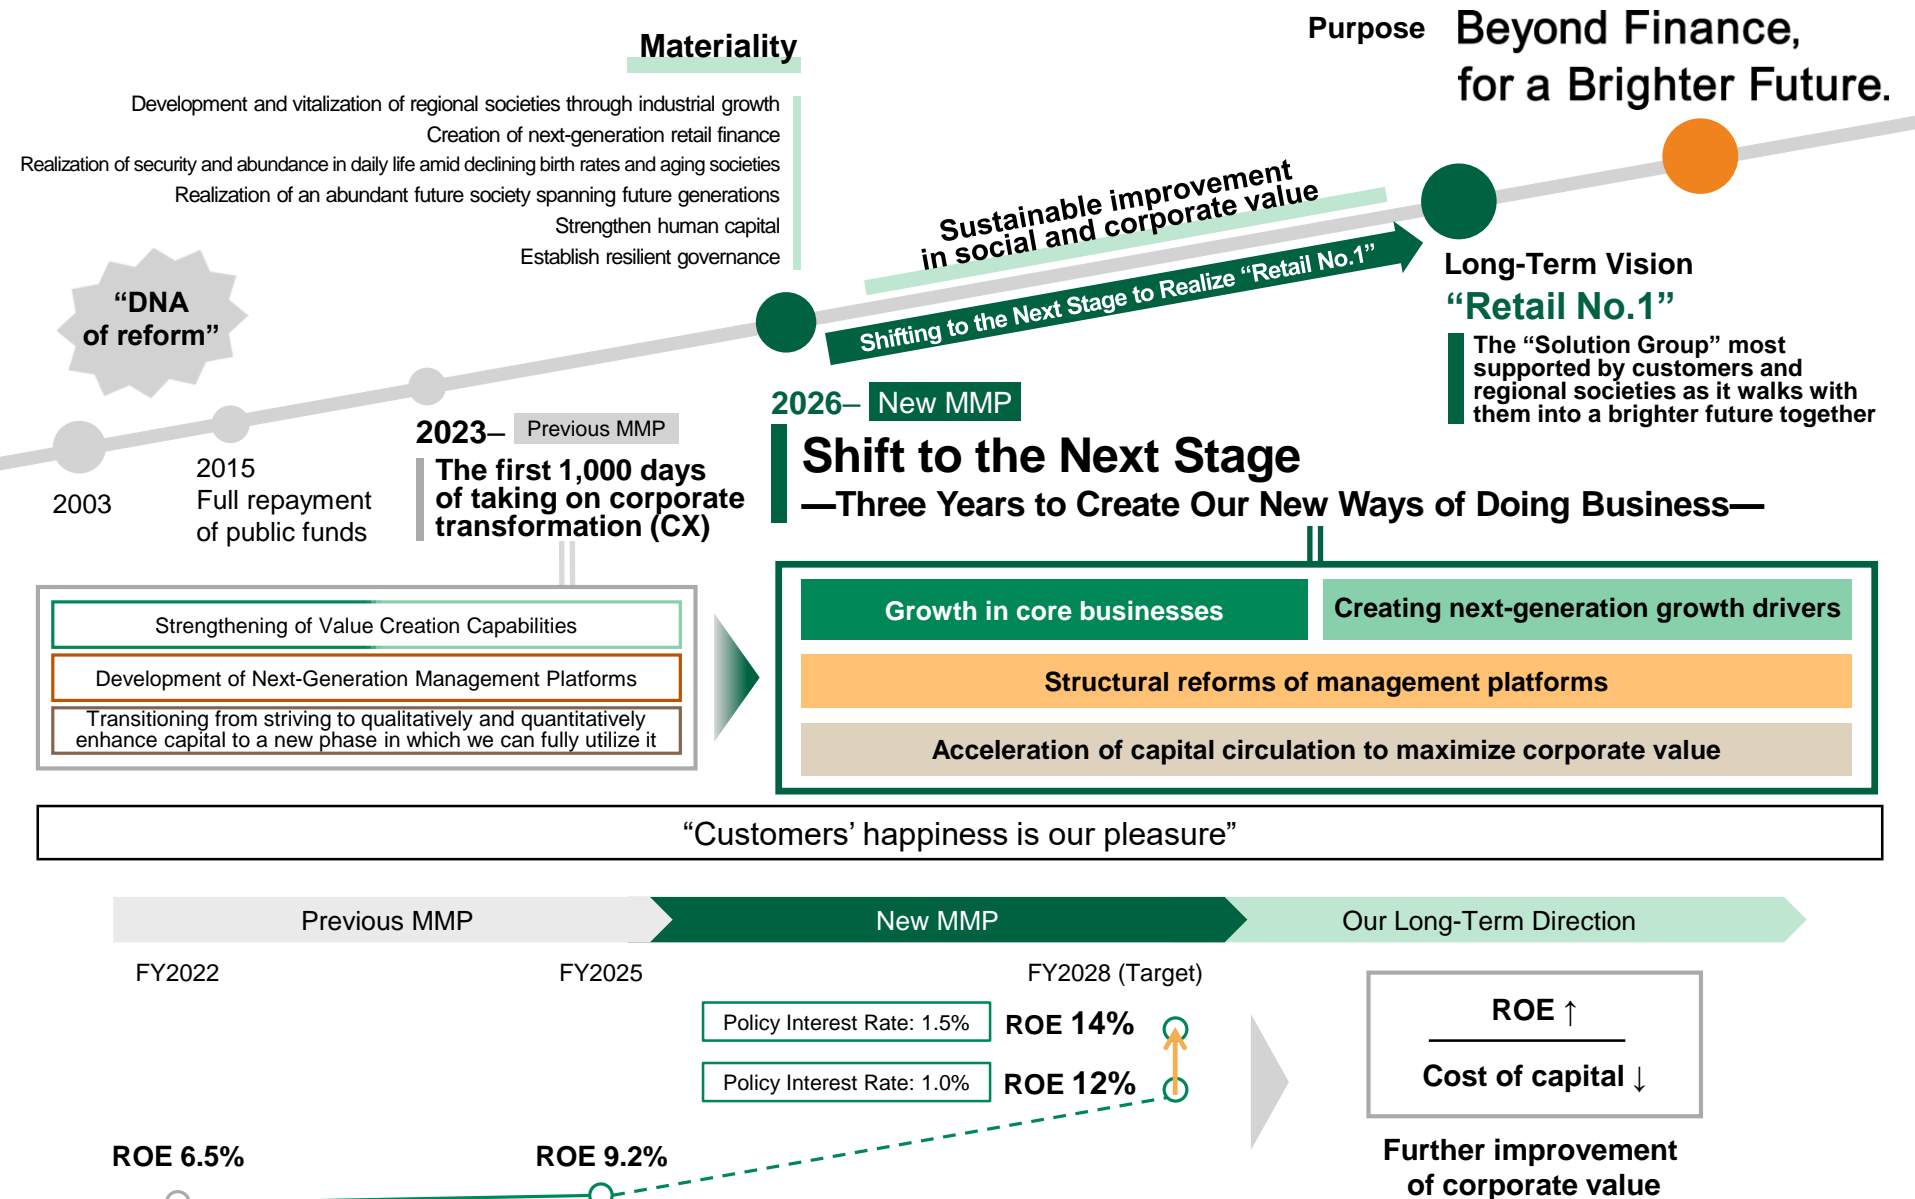 Purpose
Beyond Finance,
for a Brighter Future.
Materiality
Development and vitalization of regional societies through industrial growth
Creation of next-generation retail finance
Realization of security and abundance in daily life amid declining birth rates and aging societies
Realization of an abundant future society spanning future generations
Strengthen human capital
Establish resilient governance
Sustainable improvement
in social and corporate value
Shifting to the Next Stage to Realize “Retail No.1”
Long-Term Vision
“Retail No.1”
The “Solution Group” most
supported by customers and
regional societies as it walks with
them into a brighter future together
“DNA
of reform”
2003
2015
Full repayment
of public funds
2023– Previous MMP
The first 1,000 days
of taking on corporate
transformation (CX)
2026– New MMP
Shift to the Next Stage
—Three Years to Create Our New Ways of Doing Business—
Strengthening of Value Creation Capabilities
Development of Next-Generation Management Platforms
Transitioning from striving to qualitatively and quantitatively
enhance capital to a new phase in which we can fully utilize it
Growth in core businesses
Creating next-generation growth drivers
Structural reforms of management platforms
Acceleration of capital circulation to maximize corporate value
“Customers’ happiness is our pleasure”
Previous MMP
New MMP
Our Long-Term Direction
FY2022
FY2025
FY2028 (Target)
Policy Interest Rate: 1.5%
ROE 14%
Policy Interest Rate: 1.0%
ROE 12%
ROE 6.5%
ROE 9.2%
ROE ↑
Cost of capital ↓
Further improvement
of corporate value